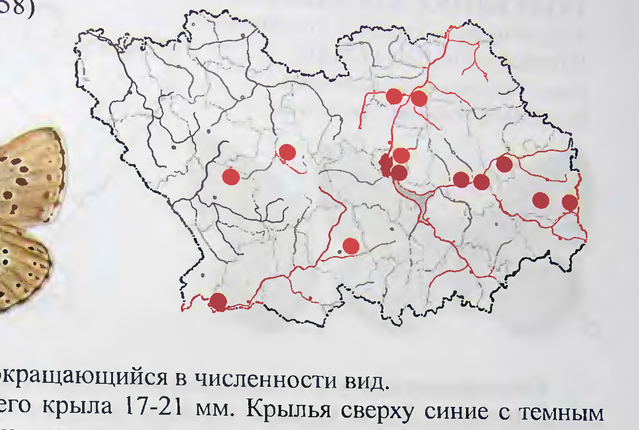 58)
окращающийся в численности вид.
его крыла 17-21 мм. Крылья сверху синие с темным